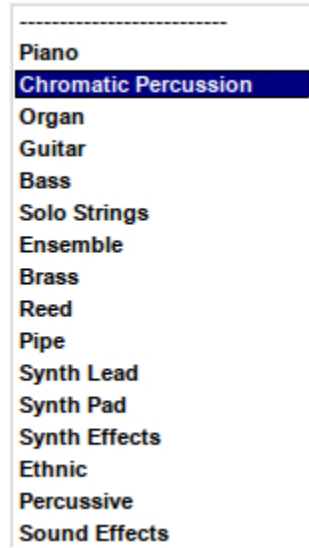 --------------------------
Piano
Chromatic Percussion
Organ
Guitar
Bass
Solo Strings
Ensemble
Brass
Reed
Pipe
Synth Lead
Synth Pad
Synth Effects
Ethnic
Percussive
Sound Effects